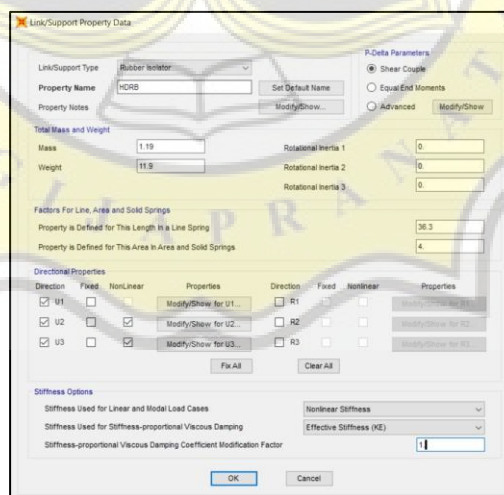 Link/Support Property Data
Link/Support Type Rubber Isolator
Property Name HDRB Set Default Name
Property Notes Modify/Show...
P-Delta Parameters
Shear Couple
Equal End Moments
Advanced Modify/Show
Total Mass and Weight
Mass 1.19 Rotational Inertia 1 0.
Weight 11.9 Rotational Inertia 2 0.
Rotational Inertia 3 0.
Factors For Line, Area and Solid Springs
Property is Defined for This Length In a Line Spring 36.3
Property is Defined for This Area In Area and Solid Springs 4.
Directional Properties
Direction Fixed NonLinear Properties Direction Fixed Nonlinear Properties
U1 Modify/Show for U1... R1 Modify/Show for R1...
U2 Modify/Show for U2... R2 Modify/Show for R2...
U3 Modify/Show for U3... R3 Modify/Show for R3...
Fix All Clear All
Stiffness Options
Stiffness Used for Linear and Modal Load Cases Nonlinear Stiffness
Stiffness Used for Stiffness-proportional Viscous Damping Effective Stiffness (KE)
Stiffness-proportional Viscous Damping Coefficient Modification Factor 1.
OK Cancel